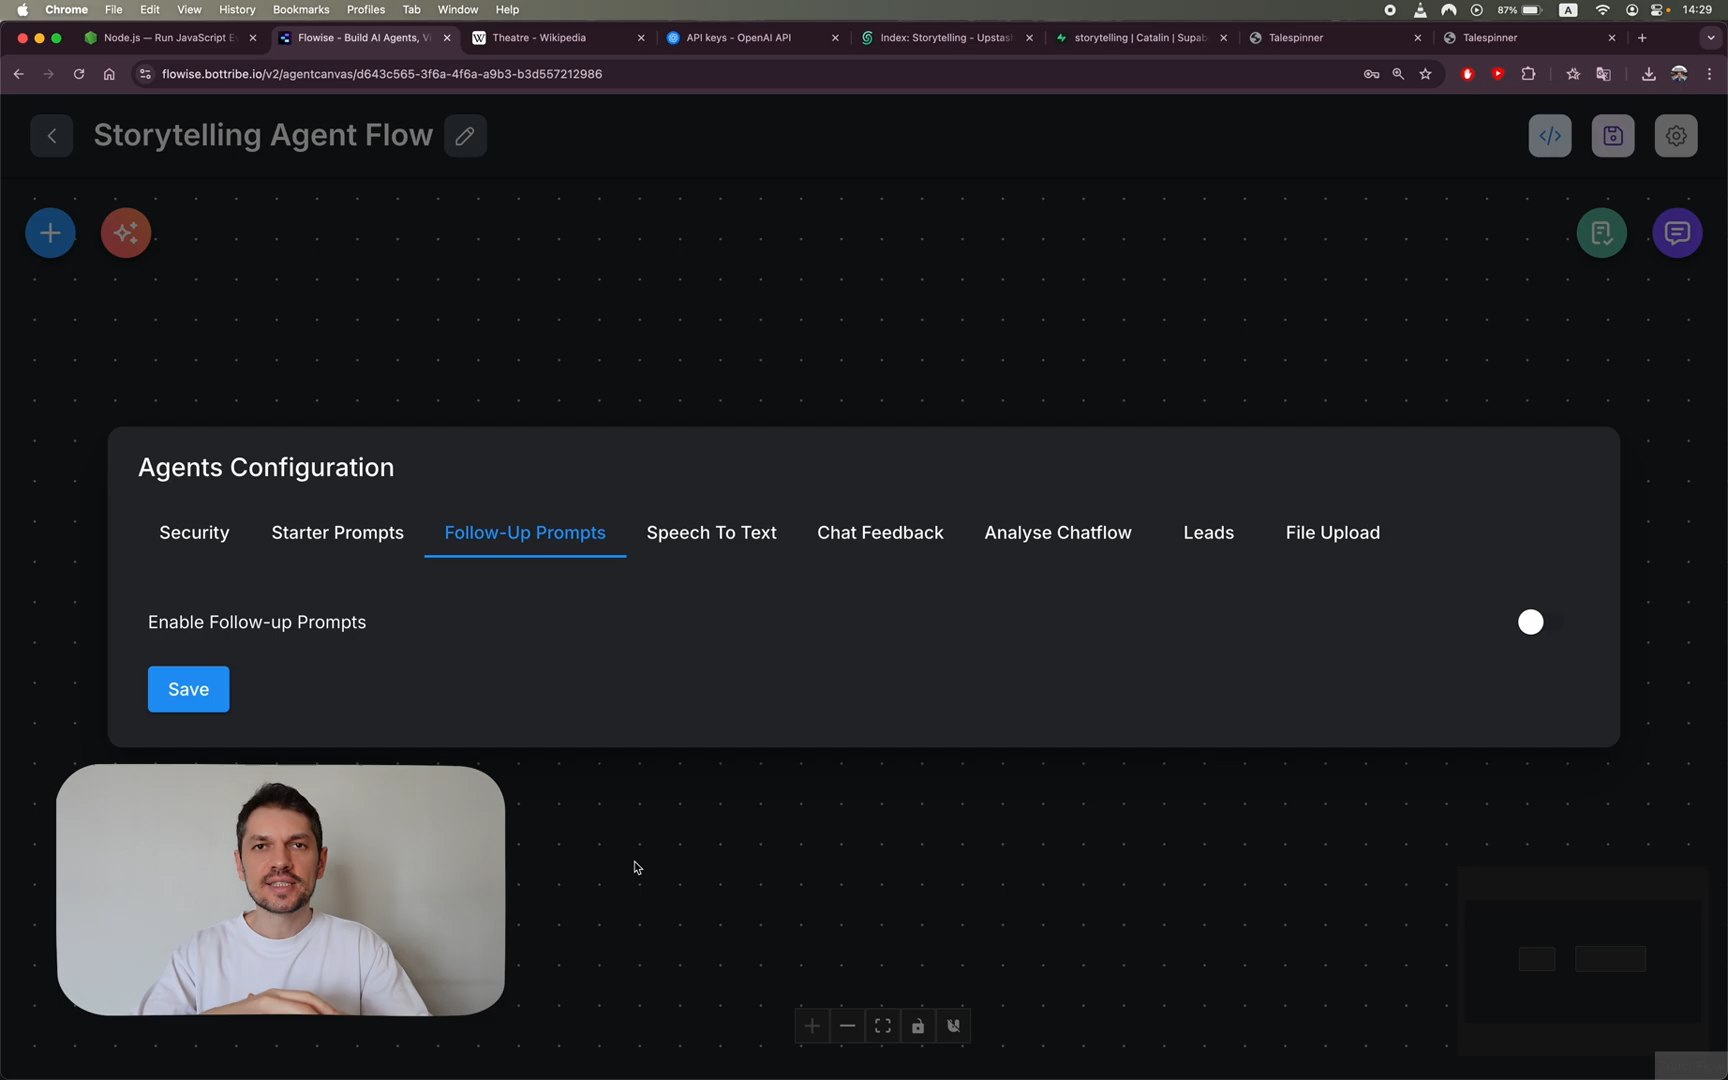 Chrome File Edit View History Bookmarks Profiles Tab Window Help 87% A 14:29
Node.js — Run JavaScript E
Flowise - Build AI Agents, Vi
W Theatre - Wikipedia
API keys - OpenAI API
Index: Storytelling - Upstash
storytelling | Catalin | Supab
Talespinner
Talespinner
flowise.bottribe.io/v2/agentcanvas/d643c565-3f6a-4f6a-a9b3-b3d557212986
Storytelling Agent Flow
Agents Configuration
Security Starter Prompts Follow-Up Prompts Speech To Text Chat Feedback Analyse Chatflow Leads File Upload
Enable Follow-up Prompts
Save